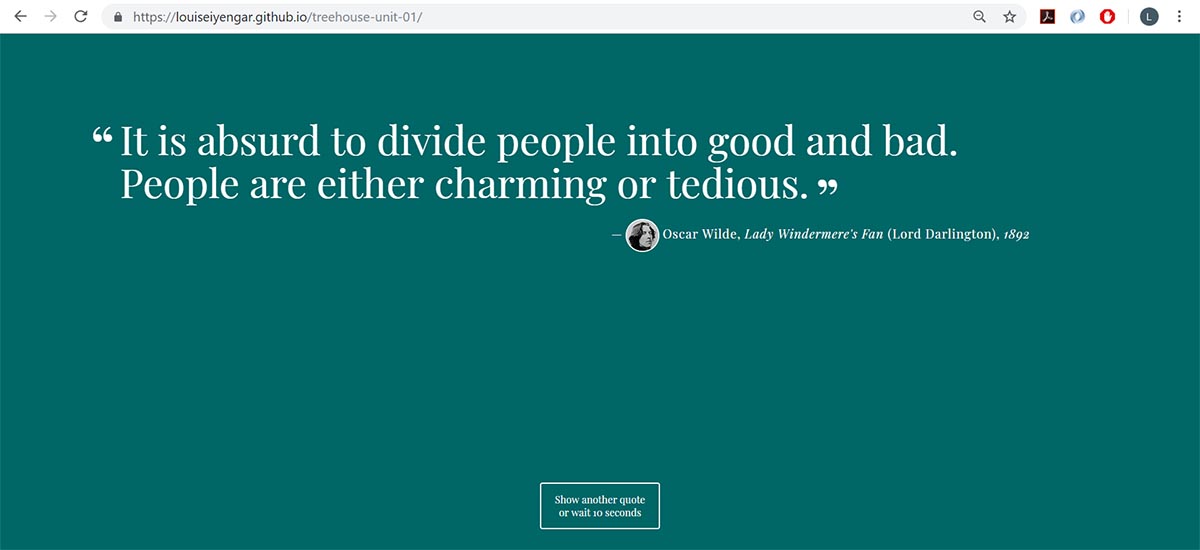 https://louiseiyengar.github.io/treehouse-unit-01/
L
“ It is absurd to divide people into good and bad.
People are either charming or tedious. ”
— Oscar Wilde, Lady Windermere's Fan (Lord Darlington), 1892
Show another quote
or wait 10 seconds